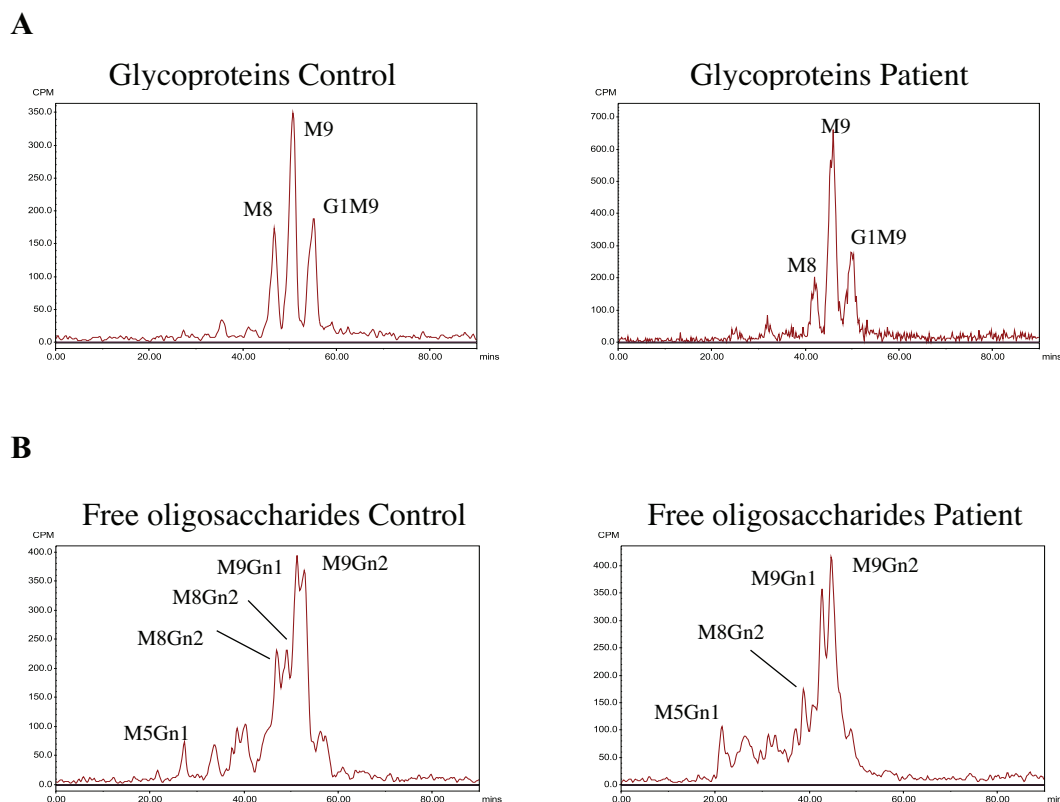 A
Glycoproteins Control
CPM
350.0
300.0
250.0
200.0
150.0
100.0
50.0
0.0
M8
M9
G1M9
0.00
20.00
40.00
60.00
80.00
mins
Glycoproteins Patient
CPM
700.0
600.0
500.0
400.0
300.0
200.0
100.0
0.0
M8
M9
G1M9
0.00
20.00
40.00
60.00
80.00
mins
B
Free oligosaccharides Control
CPM
400.0
350.0
300.0
250.0
200.0
150.0
100.0
50.0
0.0
M9Gn1
M9Gn2
M8Gn2
M8Gn2
M5Gn1
0.00
20.00
40.00
60.00
80.00
mins
Free oligosaccharides Patient
CPM
400.0
350.0
300.0
250.0
200.0
150.0
100.0
50.0
0.0
M9Gn2
M9Gn1
M8Gn2
M5Gn1
0.00
20.00
40.00
60.00
80.00
mins